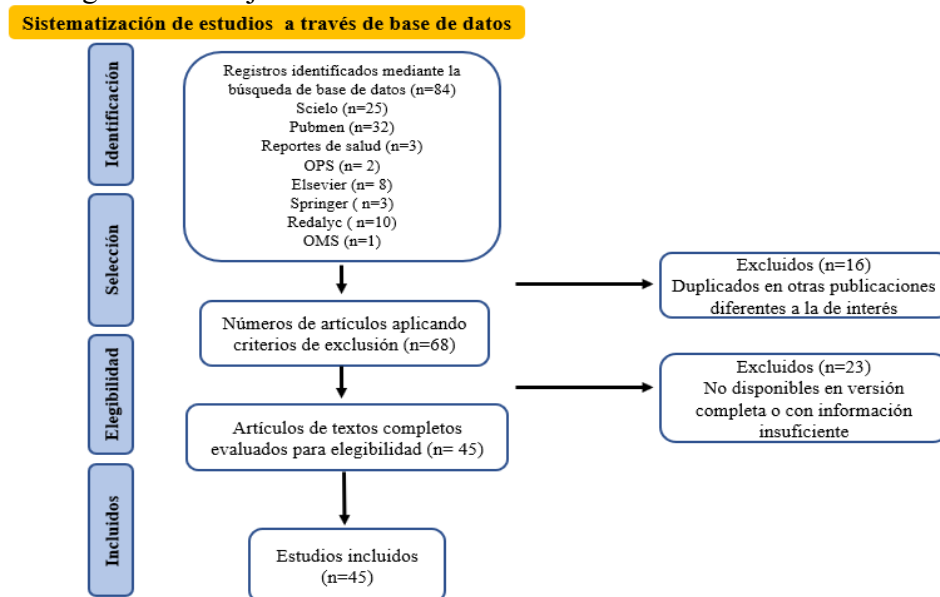 Sistematización de estudios a través de base de datos
Identificación
Registros identificados mediante la
búsqueda de base de datos (n=84)
Scielo (n=25)
Pubmen (n=32)
Reportes de salud (n=3)
OPS (n= 2)
Elsevier (n= 8)
Springer ( n=3)
Redalyc ( n=10)
OMS (n=1)
Selección
Excluidos (n=16)
Duplicados en otras publicaciones
diferentes a la de interés
Números de artículos aplicando
criterios de exclusión (n=68)
Elegibilidad
Excluidos (n=23)
No disponibles en versión
completa o con información
insuficiente
Artículos de textos completos
evaluados para elegibilidad (n= 45)
Incluidos
Estudios incluidos
(n=45)